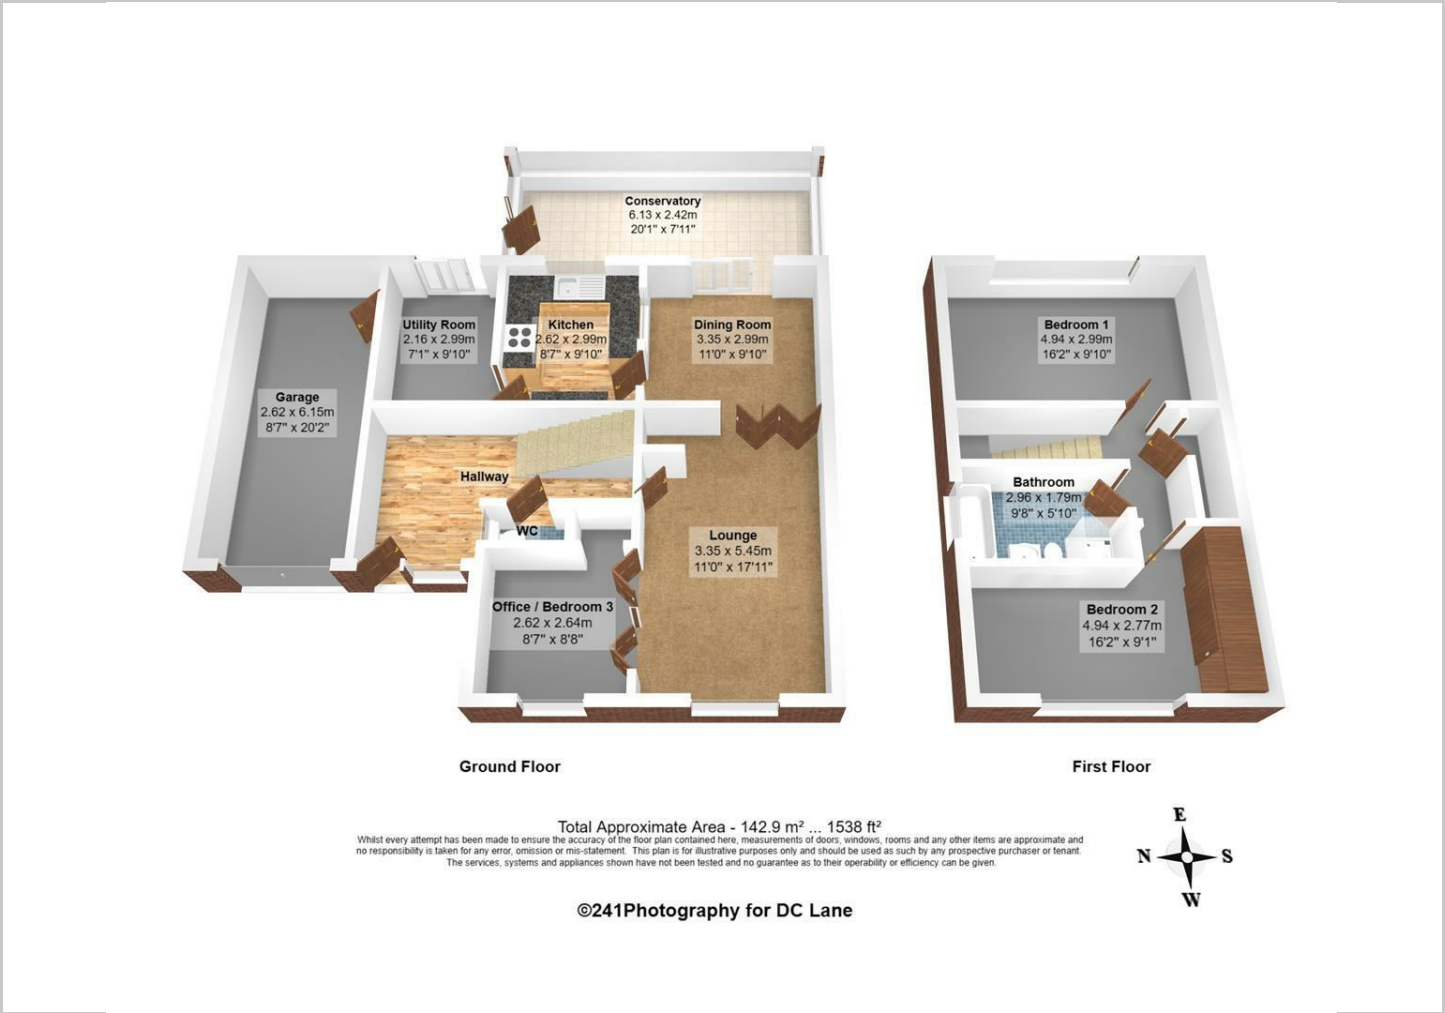 Conservatory
6.13 x 2.42m
20'1" x 7'11"
Utility Room
2.16 x 2.99m
7'1" x 9'10"
Kitchen
2.62 x 2.99m
8'7" x 9'10"
Dining Room
3.35 x 2.99m
11'0" x 9'10"
Garage
2.62 x 6.15m
8'7" x 20'2"
Hallway
WC
Lounge
3.35 x 5.45m
11'0" x 17'11"
Office / Bedroom 3
2.62 x 2.64m
8'7" x 8'8"
Ground Floor
Bedroom 1
4.94 x 2.99m
16'2" x 9'10"
Bathroom
2.96 x 1.79m
9'8" x 5'10"
Bedroom 2
4.94 x 2.77m
16'2" x 9'1"
First Floor
Total Approximate Area - 142.9 m² ... 1538 ft²
Whilst every attempt has been made to ensure the accuracy of the floor plan contained here, measurements of doors, windows, rooms and any other items are approximate and
no responsibility is taken for any error, omission or mis-statement. This plan is for illustrative purposes only and should be used as such by any prospective purchaser or tenant.
The services, systems and appliances shown have not been tested and no guarantee as to their operability or efficiency can be given.
©241Photography for DC Lane
E
N S
W